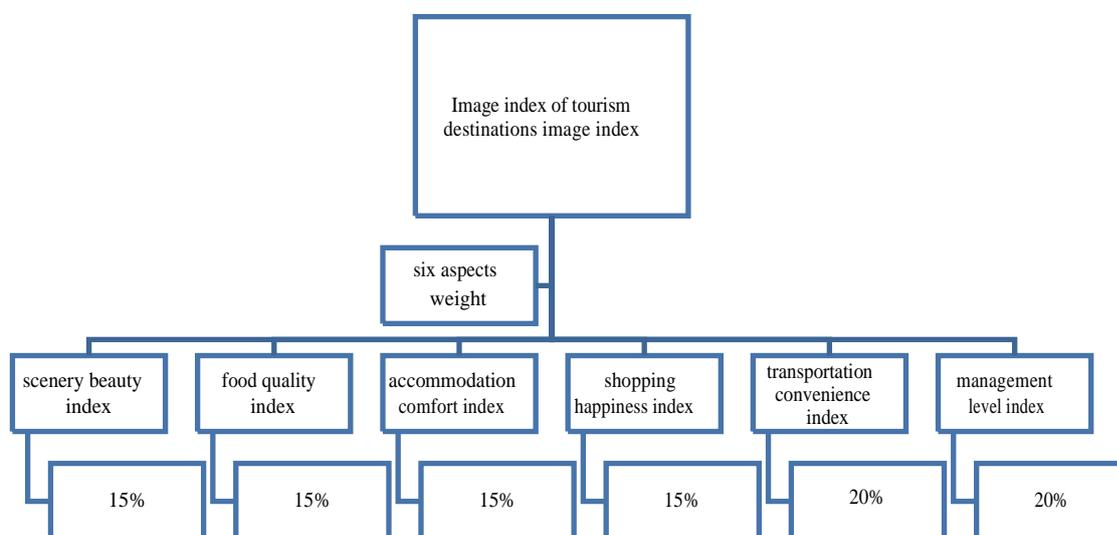 Image index of tourism
destinations image index
six aspects
weight
scenery beauty
index
food quality
index
accommodation
comfort index
shopping
happiness index
transportation
convenience
index
management
level index
15%
15%
15%
15%
20%
20%